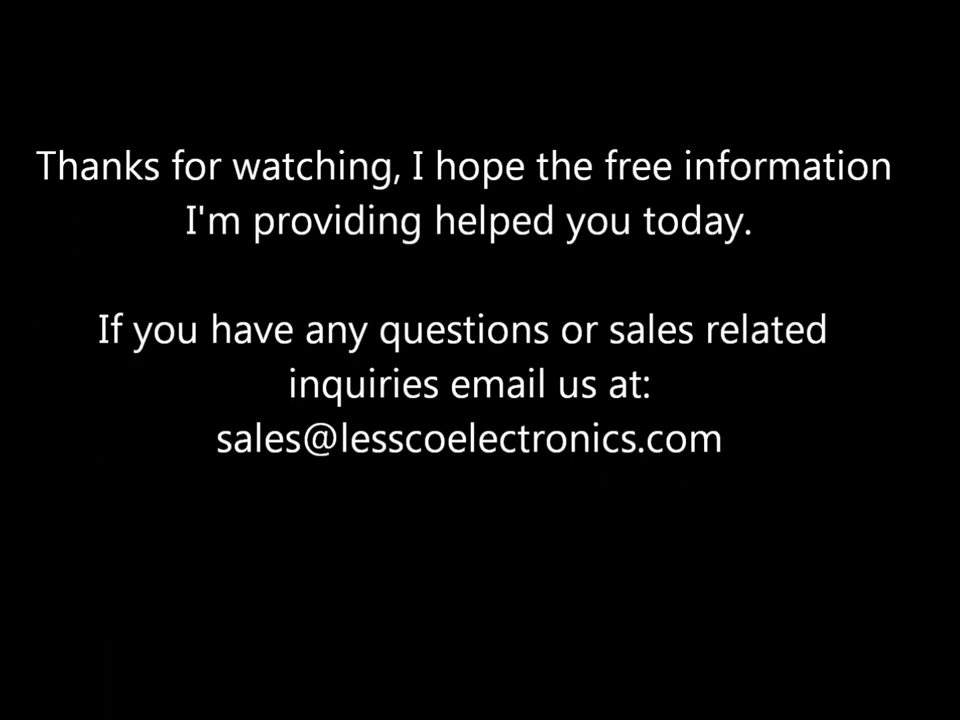 Thanks for watching, I hope the free information
I'm providing helped you today.
If you have any questions or sales related
inquiries email us at:
sales@lesscoelectronics.com